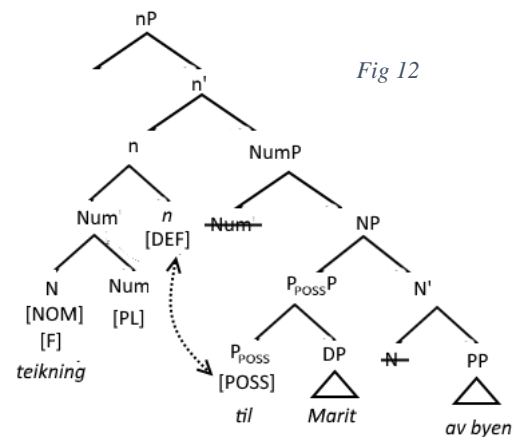 nP
Fig 12
n'
n
NumP
Num'
n
[DEF]
Num'
NP
N
[NOM]
[F]
teikning
Num
[PL]
PPOSSP
N'
PPOSS
[POSS]
til
DP
Marit
N
PP
av byen